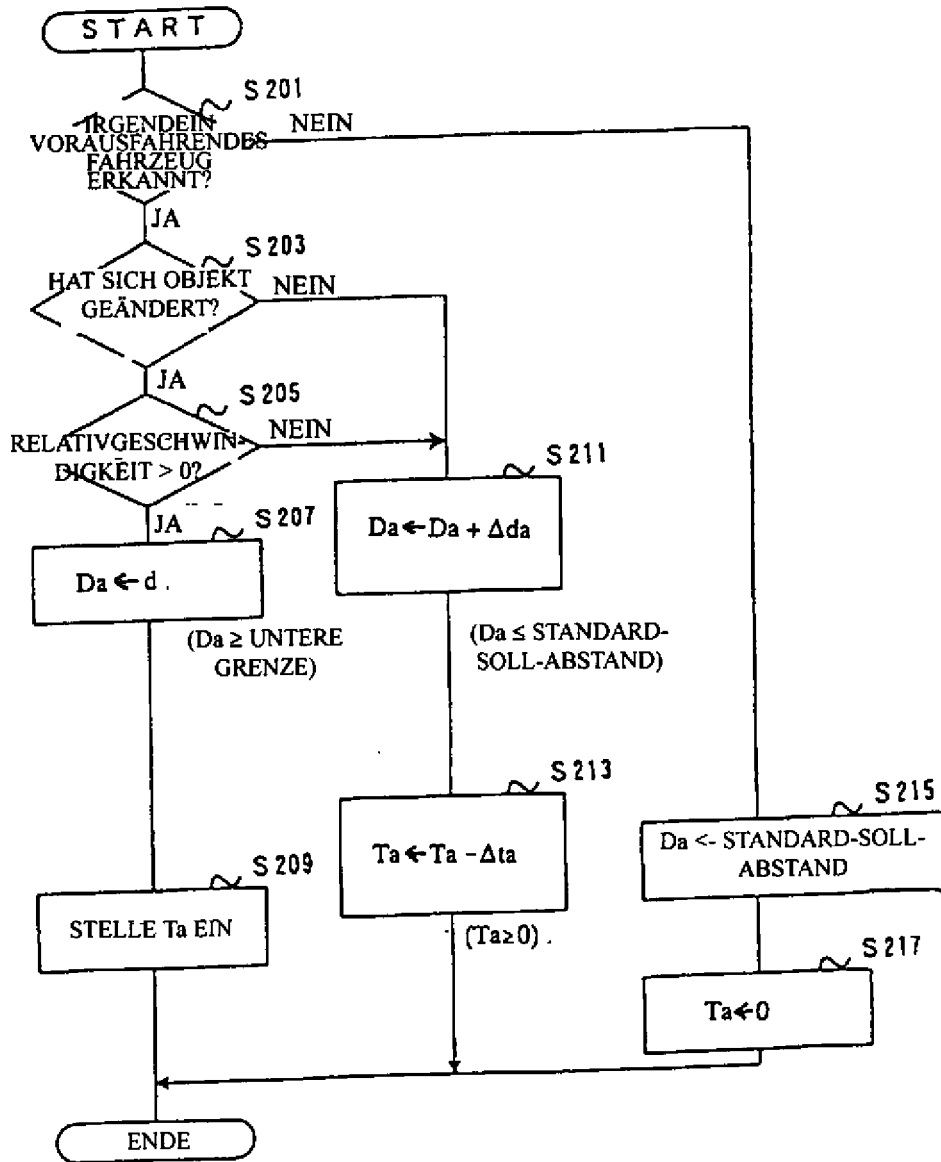 START
S 201
IRGENDEIN
VORAUSFAHRENDES
FAHRZEUG
ERKANNT?
NEIN
JA
S 203
HAT SICH OBJEKT
GEÄNDERT?
NEIN
JA
S 205
RELATIVGESCHWIN-
DIGKEIT > 0?
NEIN
JA
S 207
Da ← d .
(Da ≥ UNTERE
GRENZE)
S 209
STELLE Ta EIN
S 211
Da ← Da + Δda
(Da ≤ STANDARD-
SOLL-ABSTAND)
S 213
Ta ← Ta – Δta
(Ta≥0) .
S 215
Da <- STANDARD-SOLL-
ABSTAND
S 217
Ta ← 0
ENDE